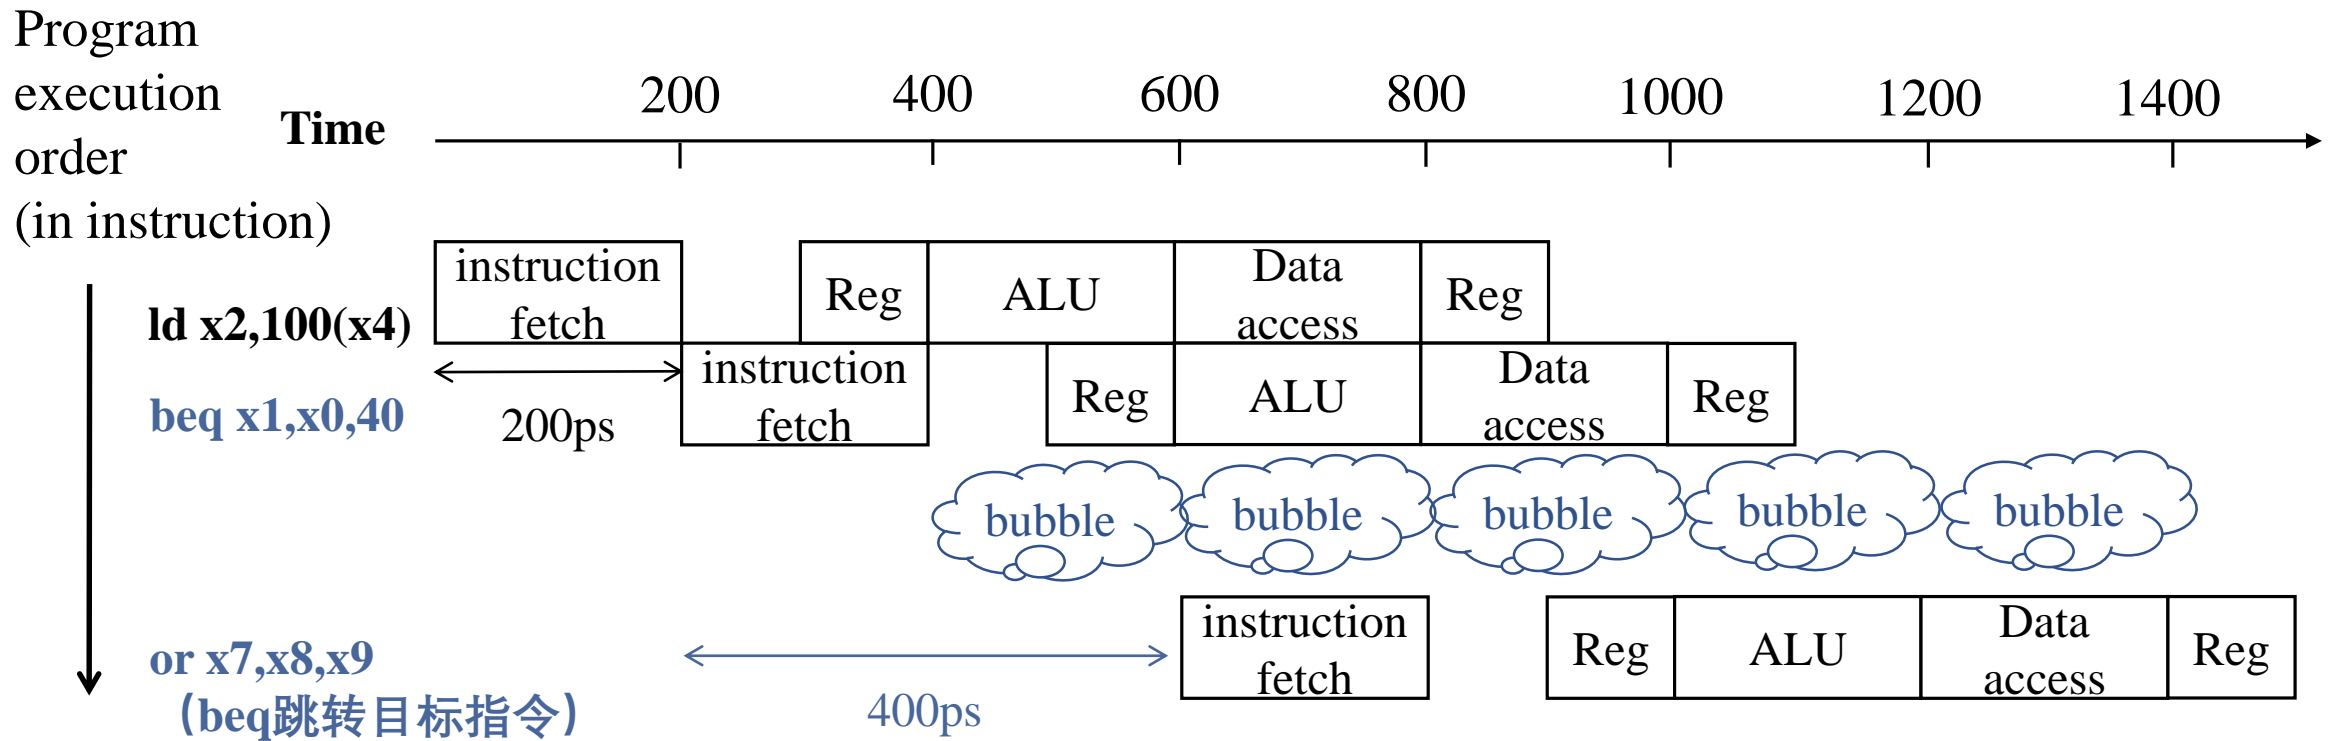 Program
execution
order
(in instruction)
Time
200
400
600
800
1000
1200
1400
ld x2,100(x4)
instruction
fetch
Reg
ALU
Data
access
Reg
beq x1,x0,40
200ps
instruction
fetch
Reg
ALU
Data
access
Reg
bubble
bubble
bubble
bubble
bubble
or x7,x8,x9
(beq跳转目标指令)
400ps
instruction
fetch
Reg
ALU
Data
access
Reg